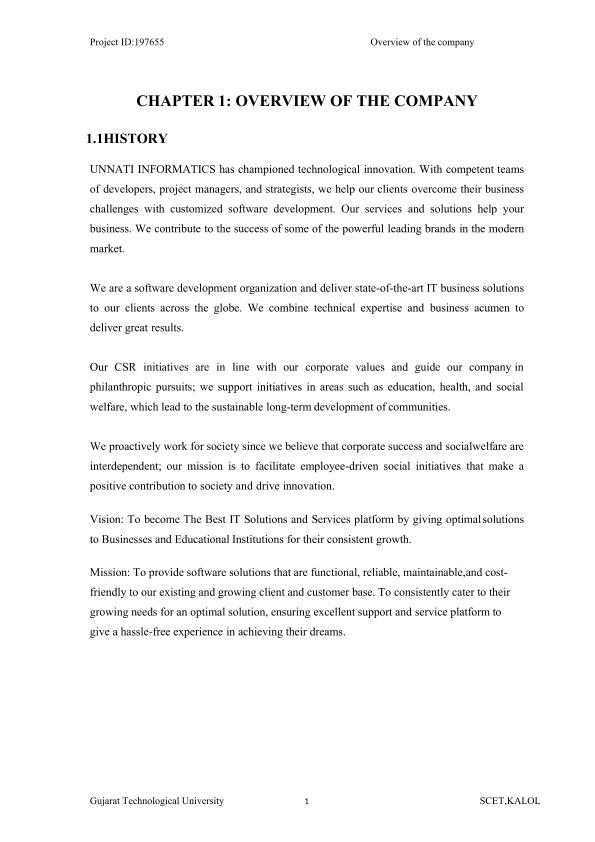 Project ID:197655 Overview of the company
CHAPTER 1: OVERVIEW OF THE COMPANY
1.1HISTORY
UNNATI INFORMATICS has championed technological innovation. With competent teams
of developers, project managers, and strategists, we help our clients overcome their business
challenges with customized software development. Our services and solutions help your
business. We contribute to the success of some of the powerful leading brands in the modern
market.
We are a software development organization and deliver state-of-the-art IT business solutions
to our clients across the globe. We combine technical expertise and business acumen to
deliver great results.
Our CSR initiatives are in line with our corporate values and guide our company in
philanthropic pursuits; we support initiatives in areas such as education, health, and social
welfare, which lead to the sustainable long-term development of communities.
We proactively work for society since we believe that corporate success and socialwelfare are
interdependent; our mission is to facilitate employee-driven social initiatives that make a
positive contribution to society and drive innovation.
Vision: To become The Best IT Solutions and Services platform by giving optimalsolutions
to Businesses and Educational Institutions for their consistent growth.
Mission: To provide software solutions that are functional, reliable, maintainable,and cost-
friendly to our existing and growing client and customer base. To consistently cater to their
growing needs for an optimal solution, ensuring excellent support and service platform to
give a hassle-free experience in achieving their dreams.
Gujarat Technological University 1 SCET,KALOL